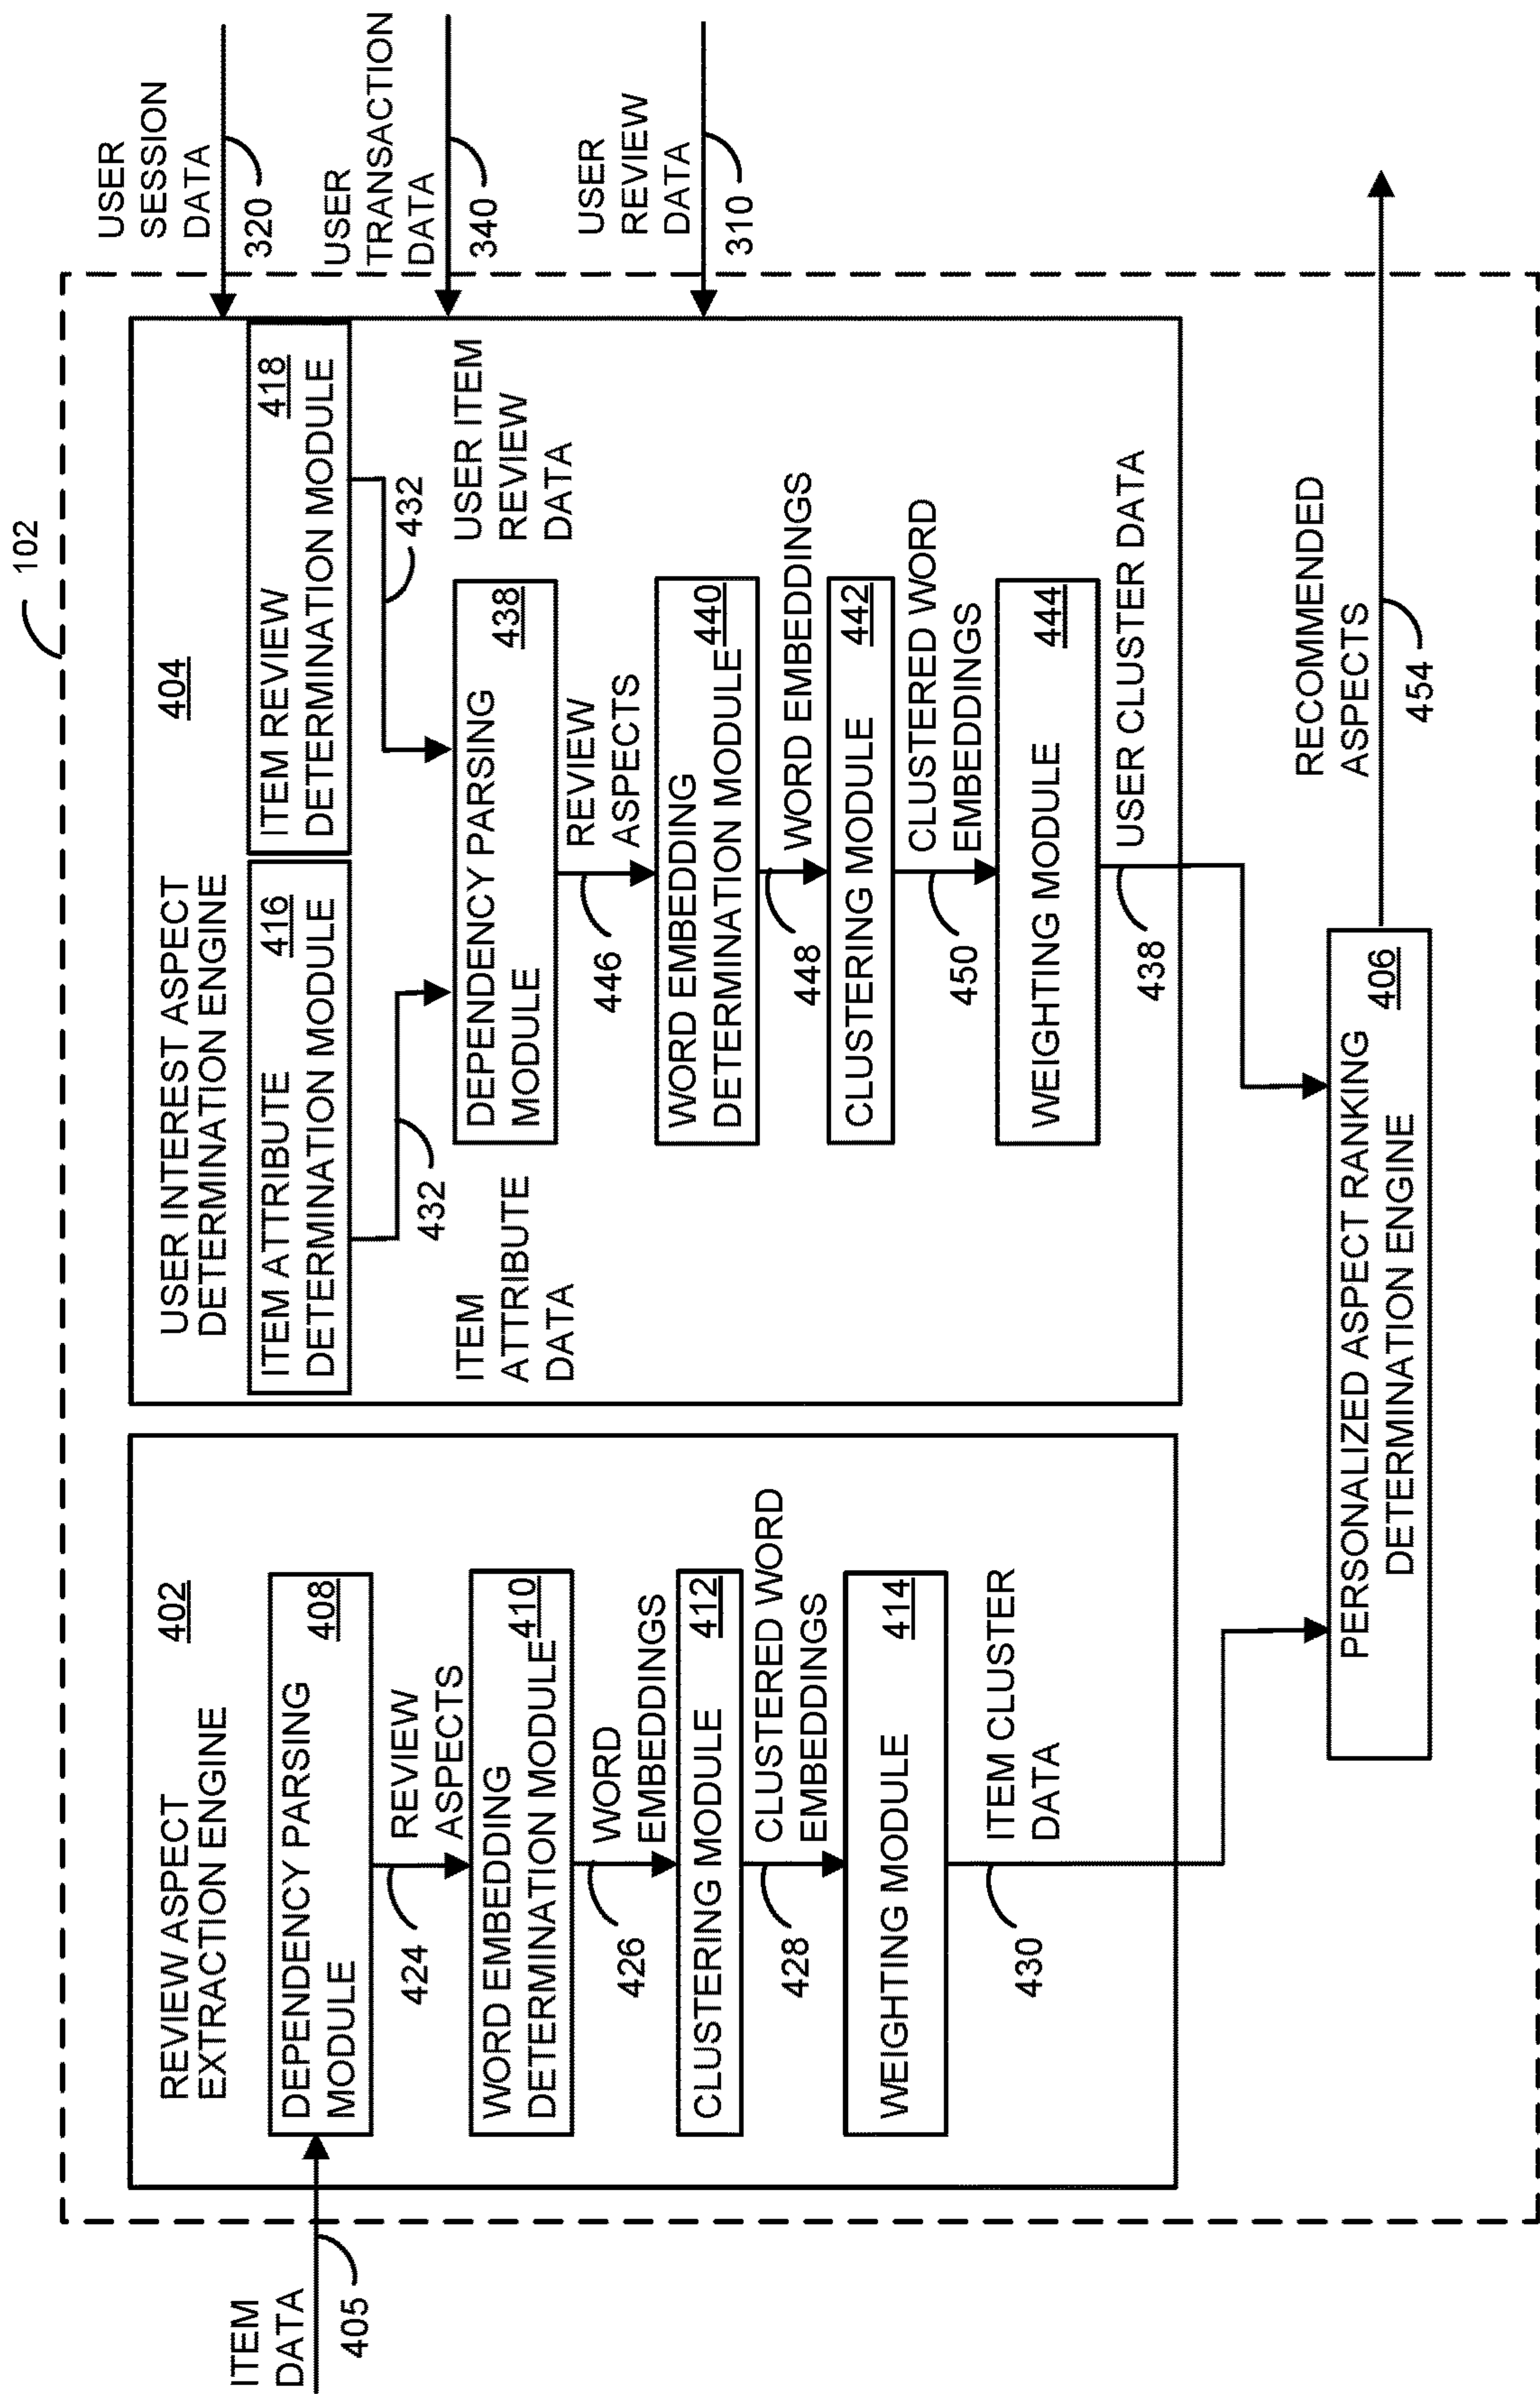 102
ITEM
DATA
405
REVIEW ASPECT
EXTRACTION ENGINE
402
DEPENDENCY PARSING
MODULE
408
REVIEW
ASPECTS
424
WORD EMBEDDING
DETERMINATION MODULE
410
WORD
EMBEDDINGS
426
CLUSTERING MODULE
412
CLUSTERED WORD
EMBEDDINGS
428
WEIGHTING MODULE
414
ITEM CLUSTER
DATA
430
USER INTEREST ASPECT
DETERMINATION ENGINE
404
ITEM ATTRIBUTE
DETERMINATION MODULE
416
ITEM REVIEW
DETERMINATION MODULE
418
432
ITEM
ATTRIBUTE
DATA
432
USER ITEM
REVIEW
DATA
DEPENDENCY PARSING
MODULE
438
REVIEW
ASPECTS
446
WORD EMBEDDING
DETERMINATION MODULE
440
WORD EMBEDDINGS
448
CLUSTERING MODULE
442
CLUSTERED WORD
EMBEDDINGS
450
WEIGHTING MODULE
444
USER CLUSTER DATA
438
USER
SESSION
DATA
320
USER
TRANSACTION
DATA
340
USER
REVIEW
DATA
310
PERSONALIZED ASPECT RANKING
DETERMINATION ENGINE
406
RECOMMENDED
ASPECTS
454